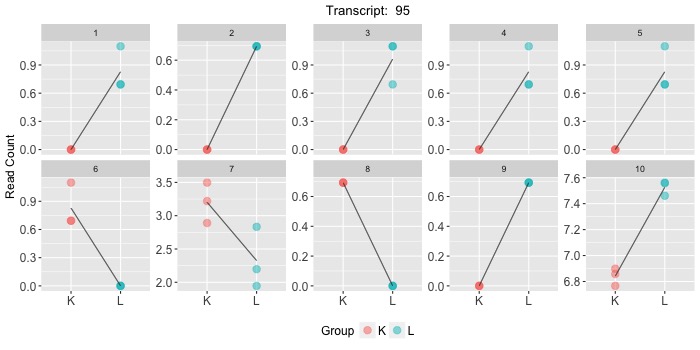 Transcript: 95
1 2 3 4 5
0.9 0.6 0.9 0.9 0.9
0.6 0.4 0.6 0.6 0.6
0.3 0.2 0.3 0.3 0.3
0.0 0.0 0.0 0.0 0.0
Read Count
6 7 8 9 10
0.9 3.5 0.6 0.6 7.6
0.6 3.0 0.4 0.4 7.4
0.3 2.5 0.2 0.2 7.2
0.0 2.0 0.0 0.0 7.0
6.8
K L K L K L K L K L
Group K L